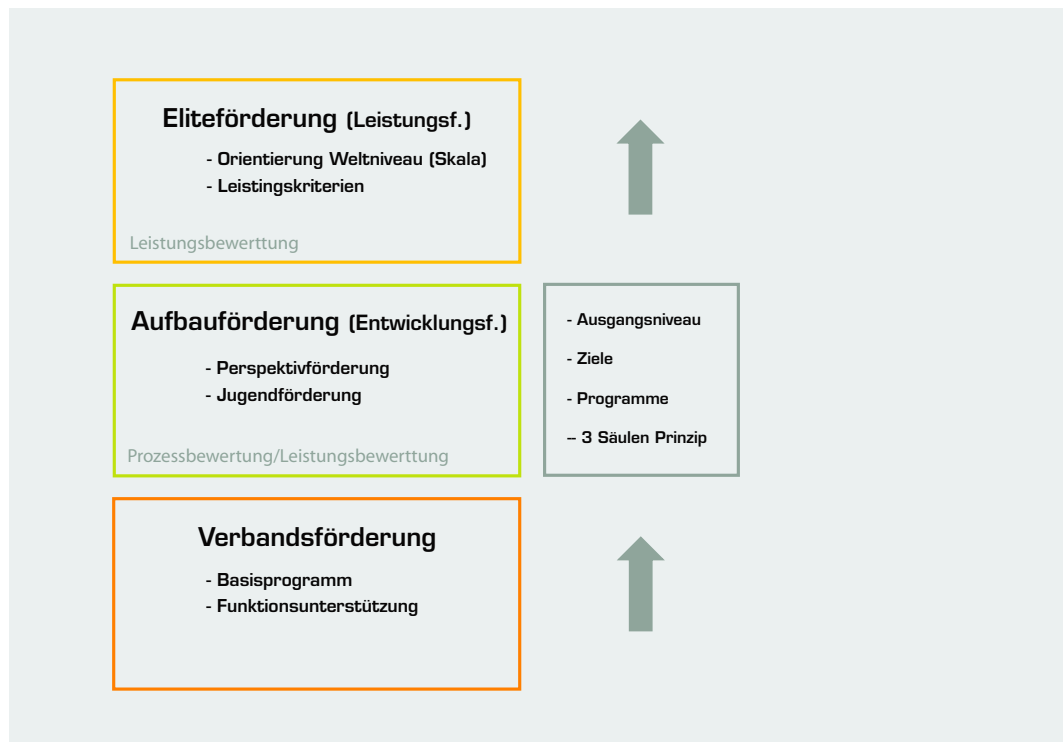 Eliteförderung (Leistungsf.)
- Orientierung Weltniveau (Skala)
- Leistingskriterien
Leistungsbewerttung
Aufbauförderung (Entwicklungsf.)
- Perspektivförderung
- Jugendförderung
Prozessbewertung/Leistungsbewerttung
- Ausgangsniveau
- Ziele
- Programme
-- 3 Säulen Prinzip
Verbandsförderung
- Basisprogramm
- Funktionsunterstützung